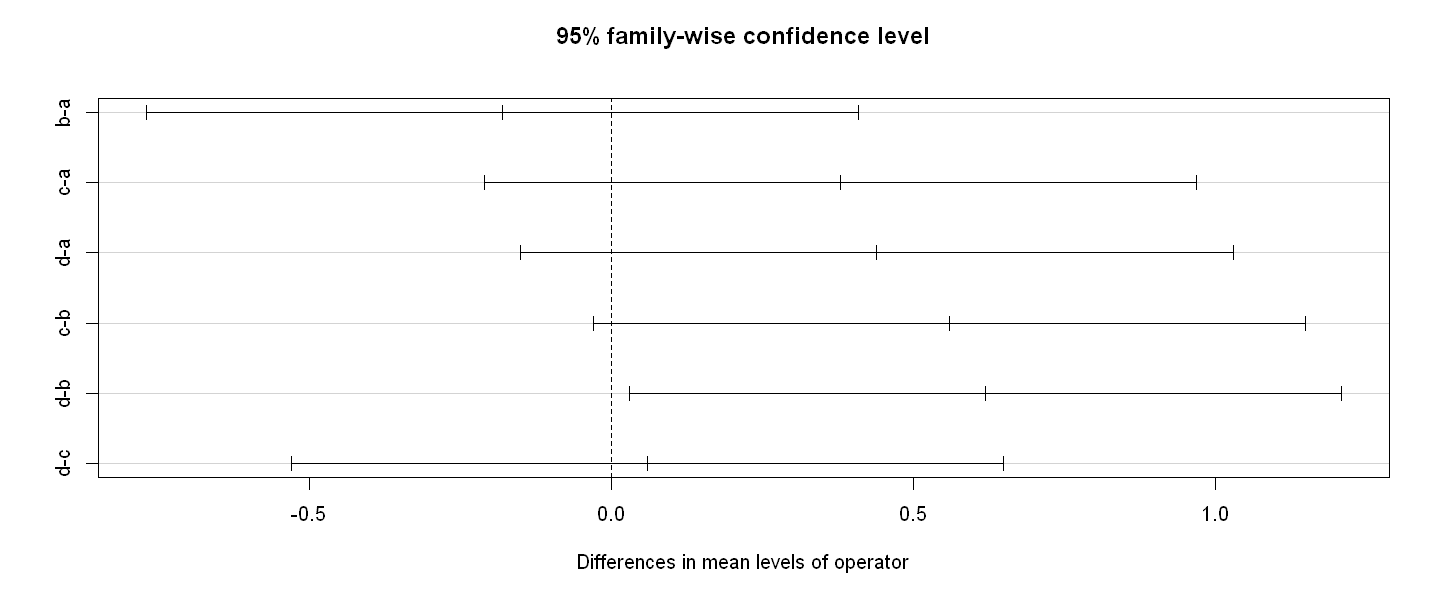 95% family-wise confidence level
b-a
c-a
d-a
c-b
d-b
d-c
-0.5 0.0 0.5 1.0
Differences in mean levels of operator